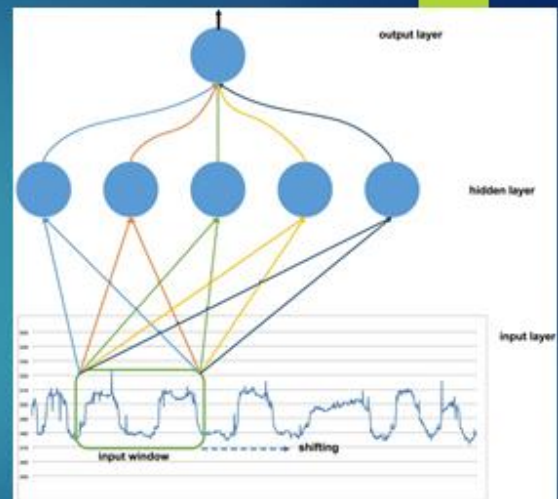 output layer
hidden layer
input layer
input window
shifting